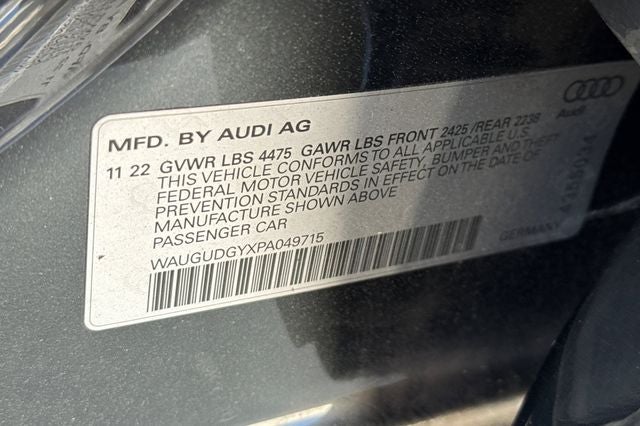 MFD. BY AUDI AG
Audi
11 22 GVWR LBS 4475 GAWR LBS FRONT 2425 /REAR 2238
THIS VEHICLE CONFORMS TO ALL APPLICABLE U.S.
FEDERAL MOTOR VEHICLE SAFETY, BUMPER AND THEFT
PREVENTION STANDARDS IN EFFECT ON THE DATE OF
MANUFACTURE SHOWN ABOVE
PASSENGER CAR
WAUGUDGYXPA049715
GERMANY